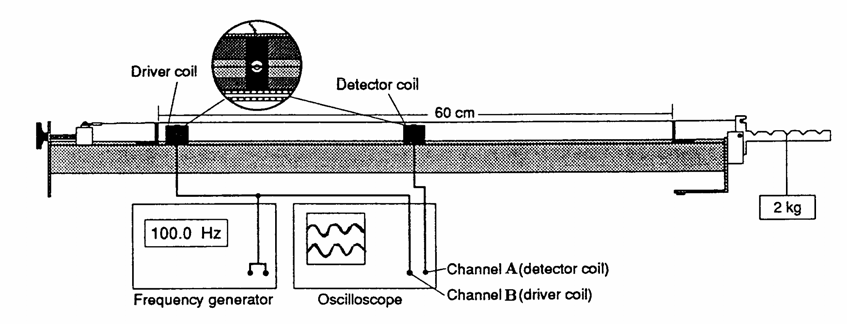 Driver coil
Detector coil
60 cm
2 kg
100.0 Hz
Channel A (detector coil)
Channel B (driver coil)
Frequency generator
Oscilloscope